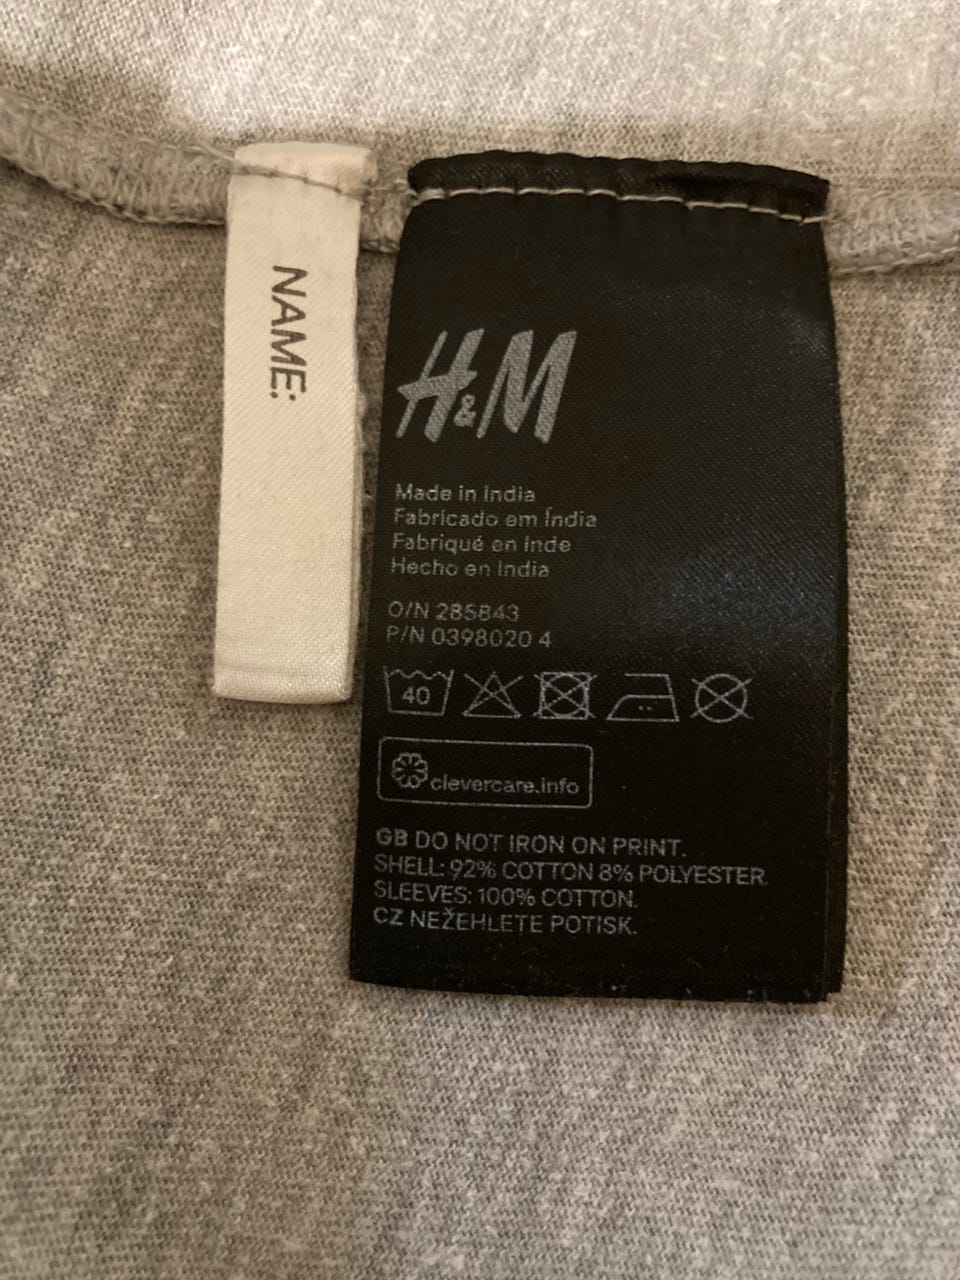 NAME:
H&M
Made in India
Fabricado em Índia
Fabriqué en Inde
Hecho en India
O/N 285843
P/N 0398020 4
40
clevercare.info
GB DO NOT IRON ON PRINT.
SHELL: 92% COTTON 8% POLYESTER.
SLEEVES: 100% COTTON.
CZ NEŽEHLETE POTISK.